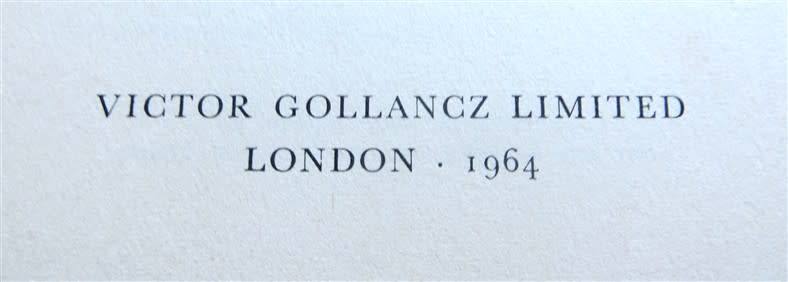 VICTOR GOLLANCZ LIMITED
LONDON · 1964